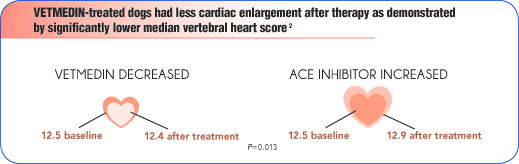 VETMEDIN-treated dogs had less cardiac enlargement after therapy as demonstrated
by significantly lower median vertebral heart score 2
VETMEDIN DECREASED
12.5 baseline
12.4 after treatment
ACE INHIBITOR INCREASED
12.5 baseline
12.9 after treatment
P=0.013